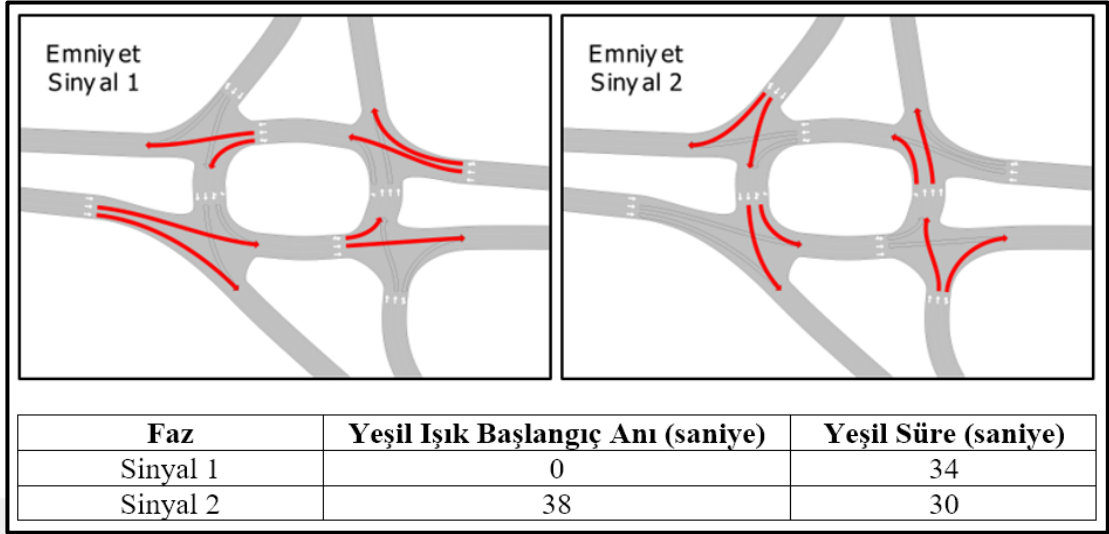 Emniyet
Sinyal 1
Emniyet
Sinyal 2
Faz Yeşil Işık Başlangıç Anı (saniye) Yeşil Süre (saniye)
Sinyal 1 0 34
Sinyal 2 38 30